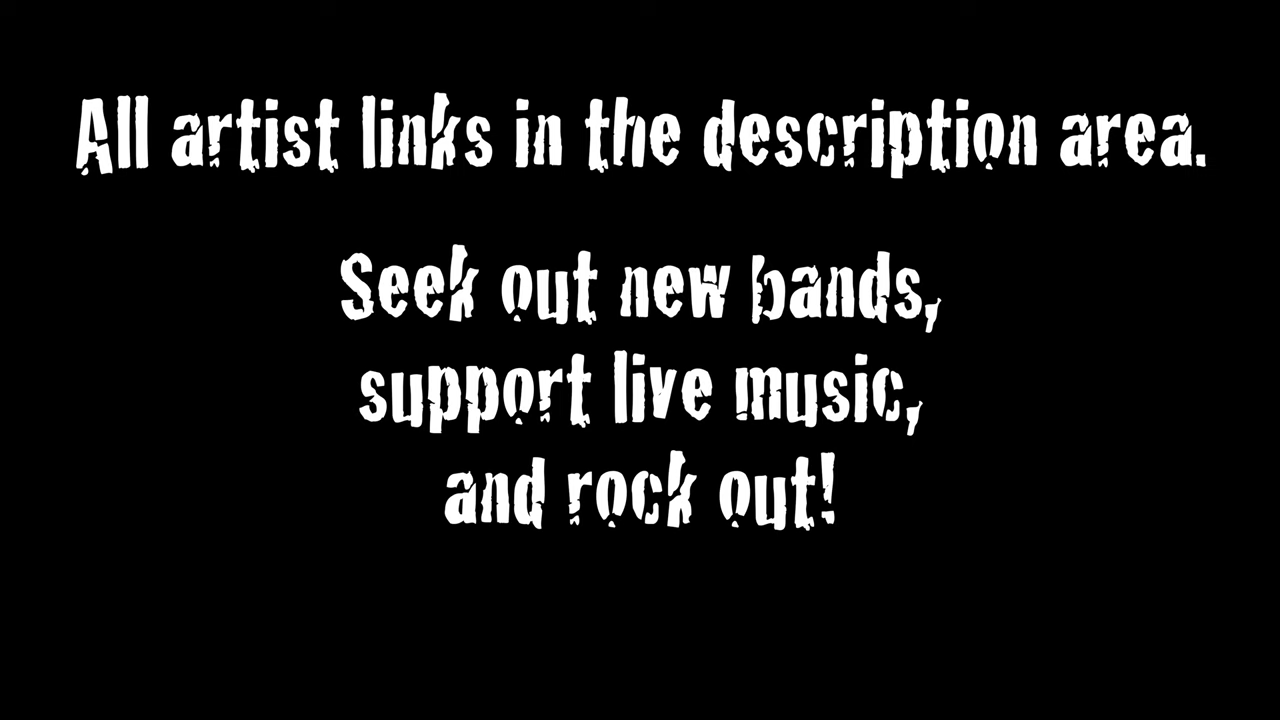 All artist links in the description area.
Seek out new bands,
support live music,
and rock out!